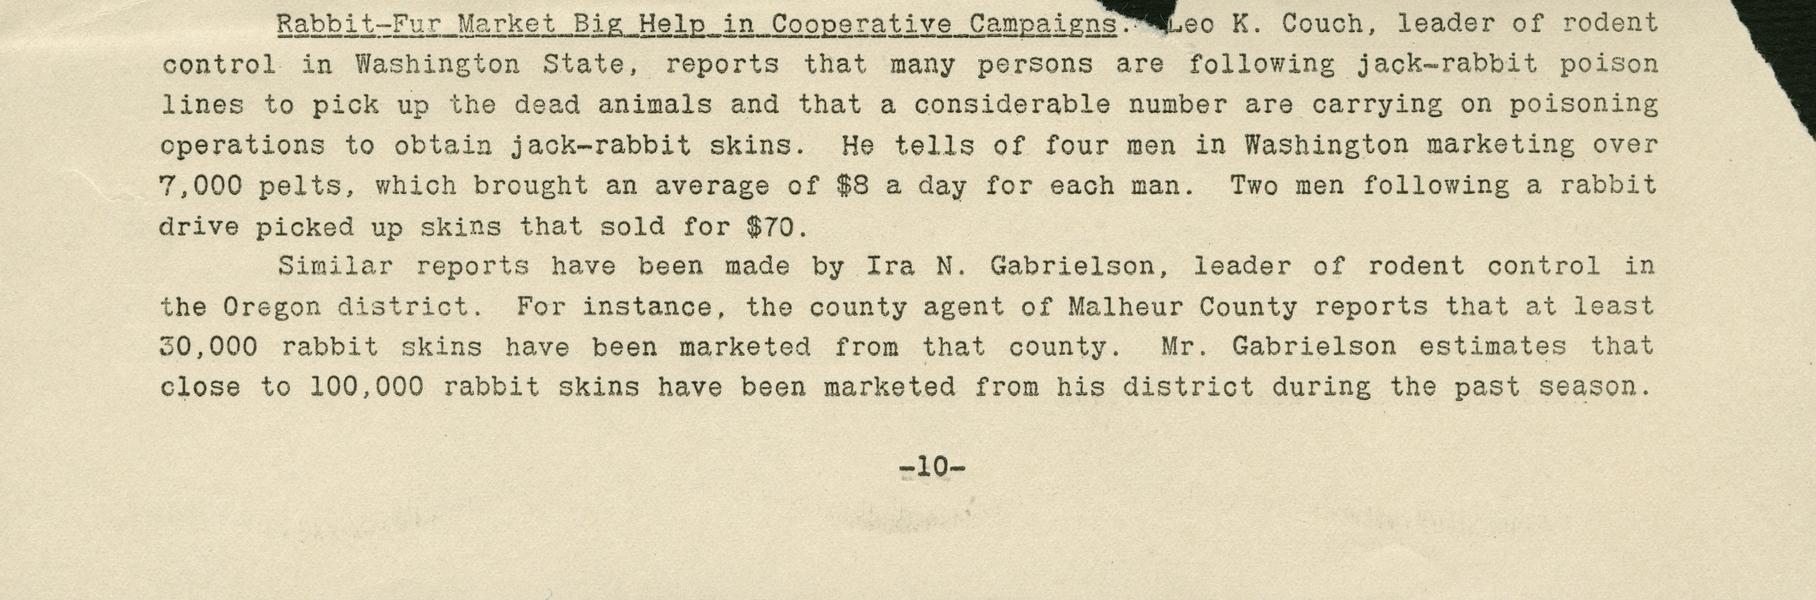 Rabbit-Fur Market Big Help in Cooperative Campaigns. Leo K. Couch, leader of rodent
control in Washington State, reports that many persons are following jack-rabbit poison
lines to pick up the dead animals and that a considerable number are carrying on poisoning
operations to obtain jack-rabbit skins. He tells of four men in Washington marketing over
7,000 pelts, which brought an average of $8 a day for each man. Two men following a rabbit
drive picked up skins that sold for $70.
Similar reports have been made by Ira N. Gabrielson, leader of rodent control in
the Oregon district. For instance, the county agent of Malheur County reports that at least
30,000 rabbit skins have been marketed from that county. Mr. Gabrielson estimates that
close to 100,000 rabbit skins have been marketed from his district during the past season.
-10-